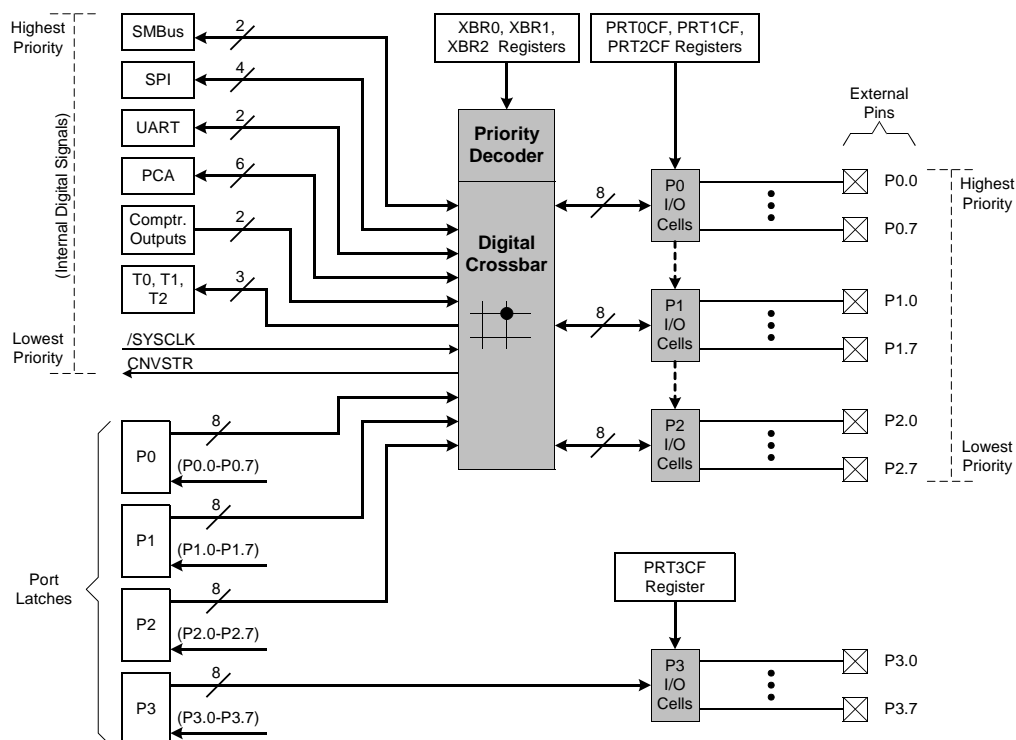 Highest
Priority
(Internal Digital Signals)
Lowest
Priority
SMBus
2
SPI
4
UART
2
PCA
6
Comptr.
Outputs
2
T0, T1,
T2
3
/SYSCLK
CNVSTR
XBR0, XBR1,
XBR2 Registers
PRT0CF, PRT1CF,
PRT2CF Registers
Priority
Decoder
Digital
Crossbar
8
8
8
P0
I/O
Cells
P1
I/O
Cells
P2
I/O
Cells
External
Pins
P0.0
P0.7
P1.0
P1.7
P2.0
P2.7
Highest
Priority
Lowest
Priority
Port
Latches
P0
8
(P0.0-P0.7)
P1
8
(P1.0-P1.7)
P2
8
(P2.0-P2.7)
P3
8
(P3.0-P3.7)
PRT3CF
Register
P3
I/O
Cells
P3.0
P3.7